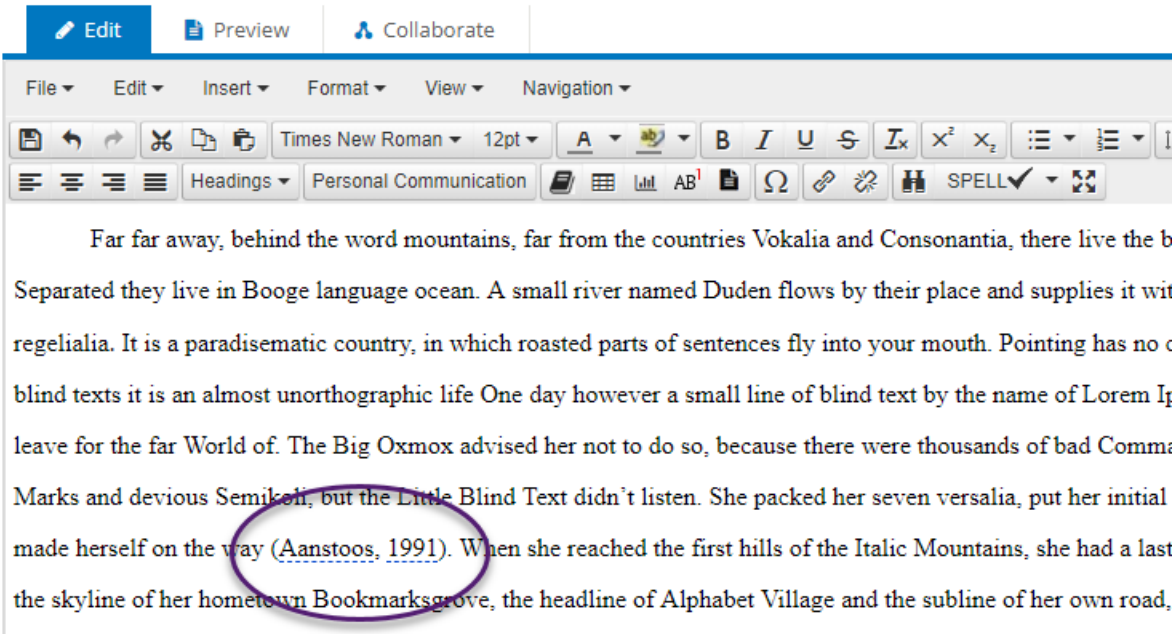 Edit Preview Collaborate
File Edit Insert Format View Navigation
Times New Roman 12pt A ab B I U S Tx x² x₂
Headings Personal Communication AB¹ Ω SPELL
Far far away, behind the word mountains, far from the countries Vokalia and Consonantia, there live the b
Separated they live in Booge language ocean. A small river named Duden flows by their place and supplies it wit
regelialia. It is a paradisematic country, in which roasted parts of sentences fly into your mouth. Pointing has no
blind texts it is an almost unorthographic life One day however a small line of blind text by the name of Lorem Ip
leave for the far World of. The Big Oxmox advised her not to do so, because there were thousands of bad Comma
Marks and devious Semikoli, but the Little Blind Text didn’t listen. She packed her seven versalia, put her initial
made herself on the way (Aanstoos, 1991). When she reached the first hills of the Italic Mountains, she had a last
the skyline of her hometown Bookmarksgrove, the headline of Alphabet Village and the subline of her own road,